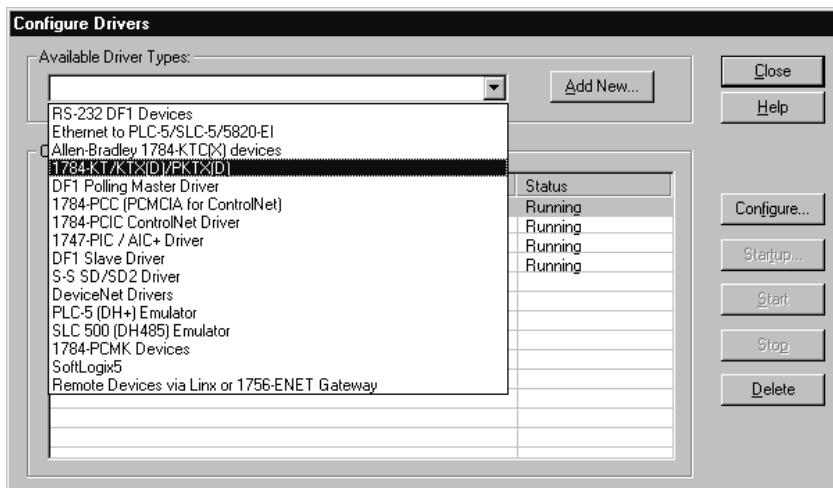 Configure Drivers
Available Driver Types:
Add New...
Close
Help
RS-232 DF1 Devices
Ethernet to PLC-5/SLC-5/5820-EI
Allen-Bradley 1784-KTC(X) devices
1784-KT/KTX(D)/PKTX(D)
DF1 Polling Master Driver
1784-PCC (PCMCIA for ControlNet)
1784-PCIC ControlNet Driver
1747-PIC / AIC+ Driver
DF1 Slave Driver
S-S SD/SD2 Driver
DeviceNet Drivers
PLC-5 (DH+) Emulator
SLC 500 (DH485) Emulator
1784-PCMK Devices
SoftLogix5
Remote Devices via Linx or 1756-ENET Gateway
Status
Running
Running
Running
Running
Configure...
Startup...
Start
Stop
Delete